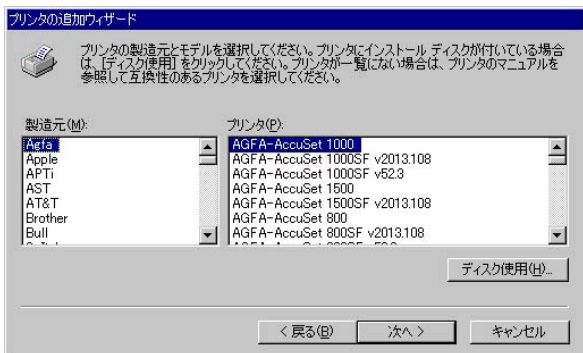 プリンタの追加ウィザード
プリンタの製造元とモデルを選択してください。プリンタにインストール ディスクが付いている場合
は、[ディスク使用] をクリックしてください。プリンタが一覧にない場合は、プリンタのマニュアルを
参照して互換性のあるプリンタを選択してください。
製造元(M):
プリンタ(P):
Agfa
Apple
APTi
AST
AT&T
Brother
Bull
AGFA-AccuSet 1000
AGFA-AccuSet 1000SF v2013.108
AGFA-AccuSet 1000SF v52.3
AGFA-AccuSet 1500
AGFA-AccuSet 1500SF v2013.108
AGFA-AccuSet 800
AGFA-AccuSet 800SF v2013.108
ディスク使用(H)...
< 戻る(B)
次へ >
キャンセル